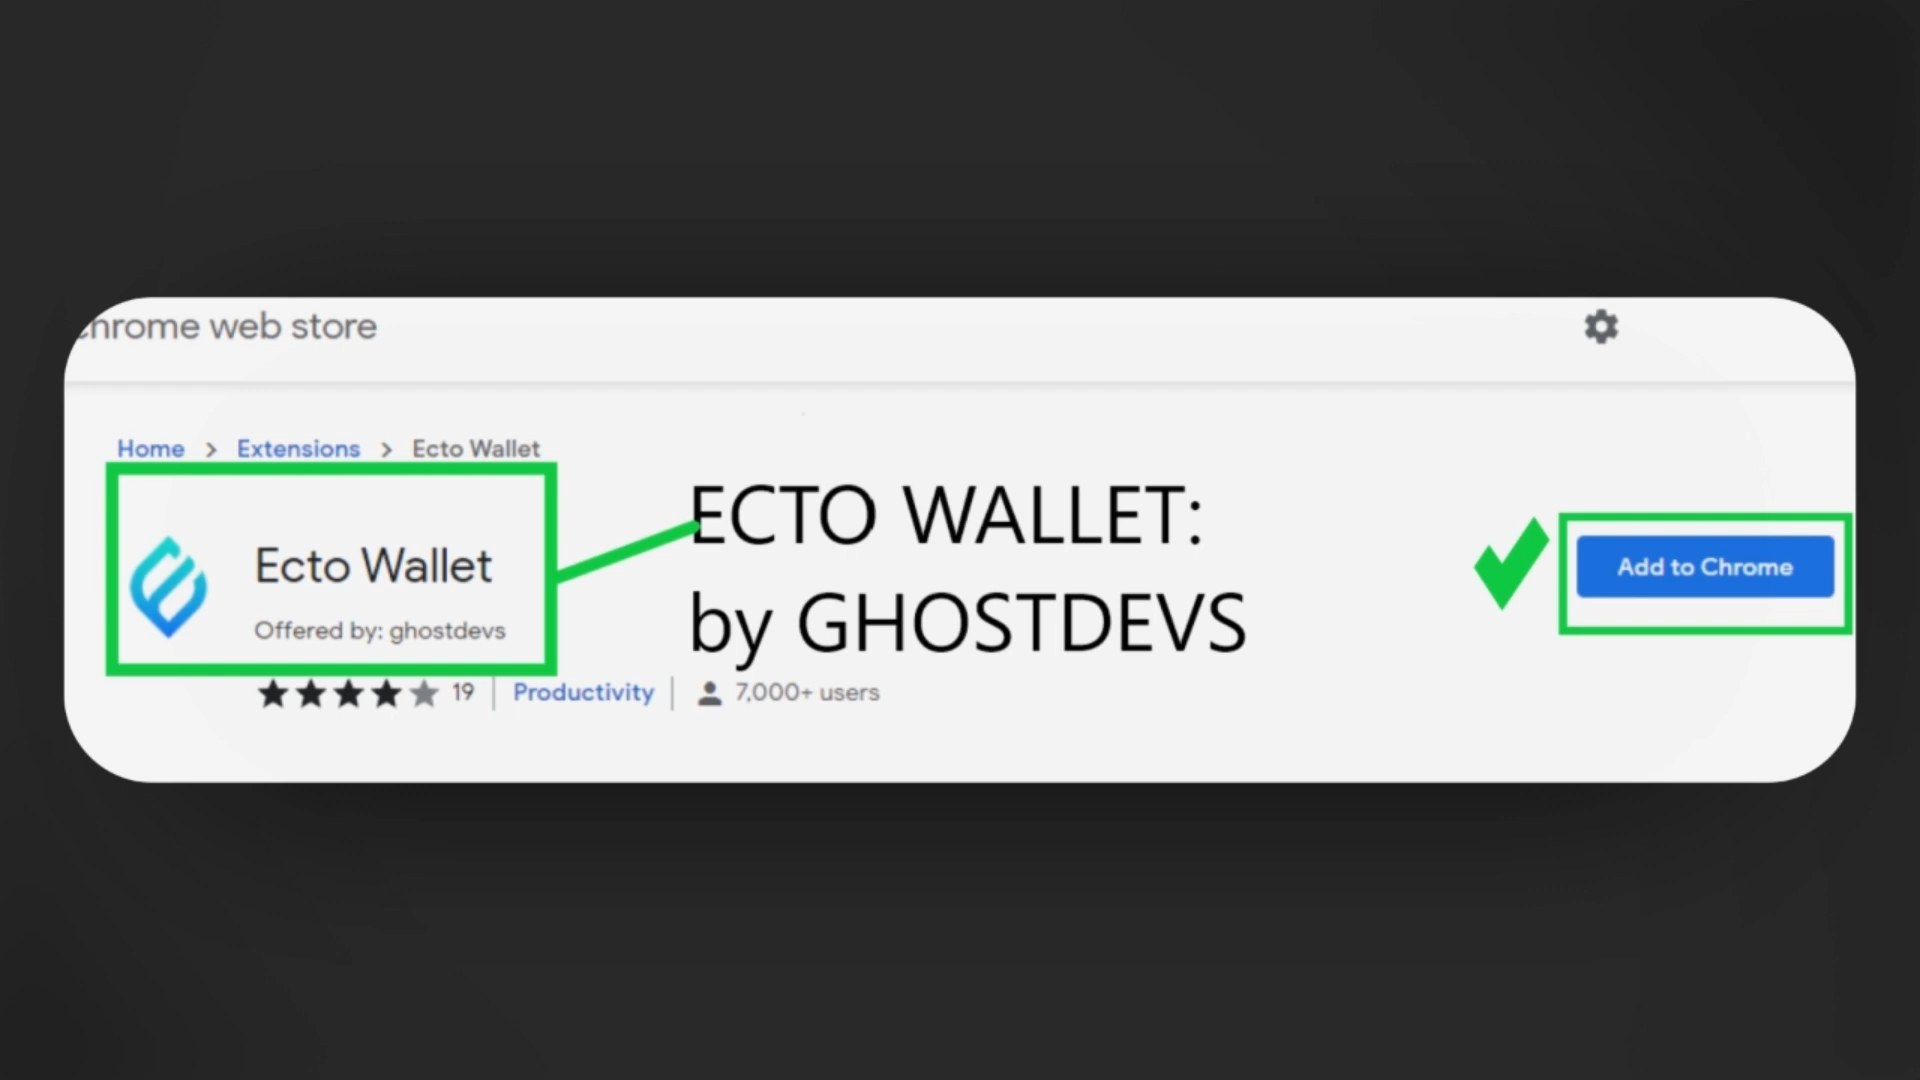 chrome web store
Home > Extensions > Ecto Wallet
Ecto Wallet
Offered by: ghostdevs
ECTO WALLET:
by GHOSTDEVS
Add to Chrome
19 | Productivity | 7,000+ users